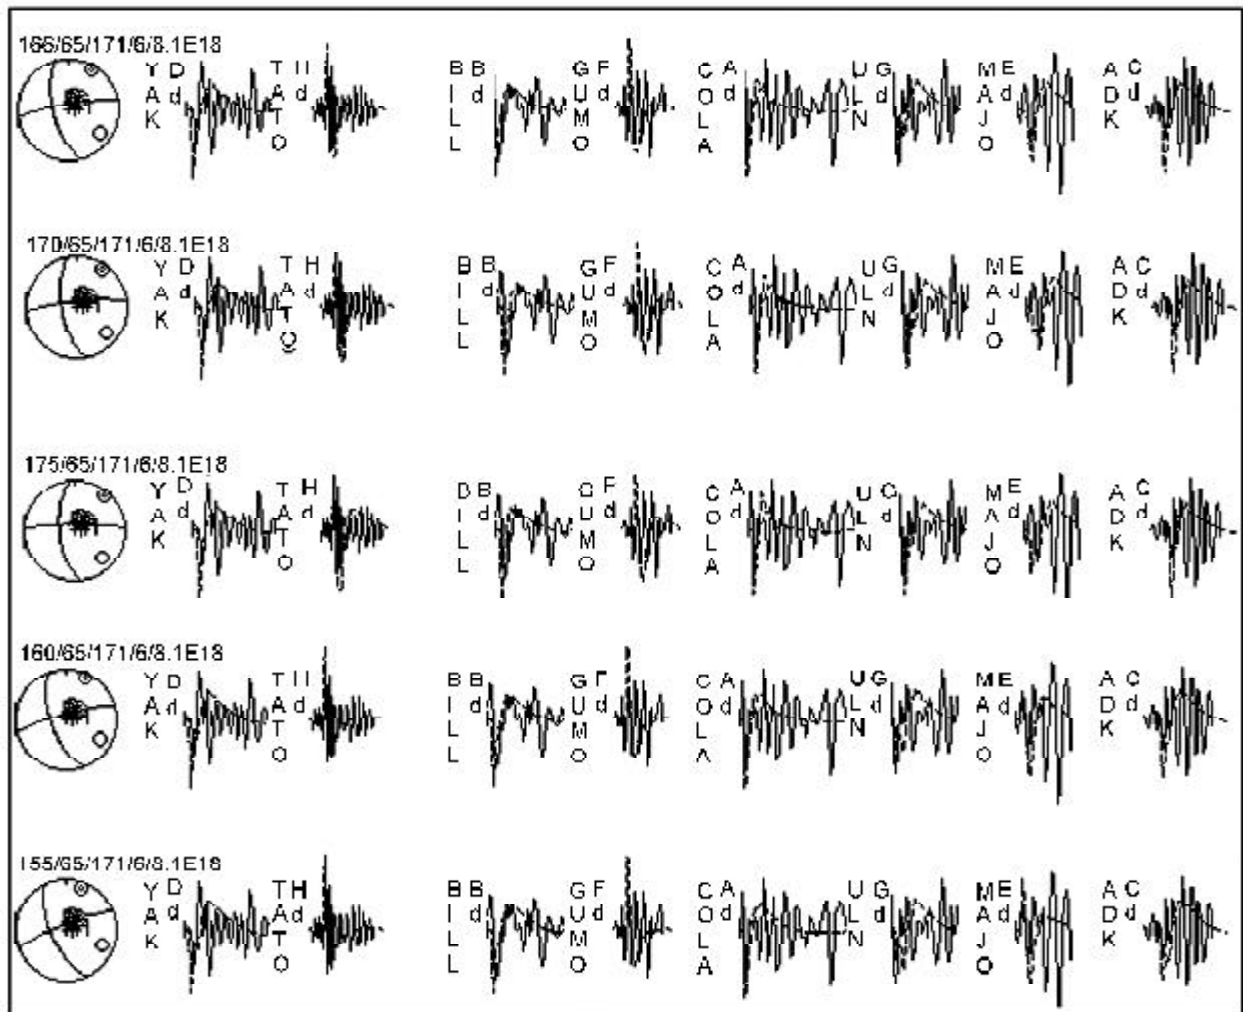 166/65/171/6/8.1E18
YAK Dd TATO Hd BILL Bd GUMO Fd COLA Ad ULN Gd MAJO Ed ADK Cd
170/65/171/6/8.1E18
YAK Dd TATO Hd BILL Bd GUMO Fd COLA Ad ULN Gd MAJO Ed ADK Cd
175/65/171/6/8.1E18
YAK Dd TATO Hd BILL Bd GUMO Fd COLA Ad ULN Gd MAJO Ed ADK Cd
160/65/171/6/8.1E18
YAK Dd TATO Hd BILL Bd GUMO Fd COLA Ad ULN Gd MAJO Ed ADK Cd
155/65/171/6/8.1E18
YAK Dd TATO Hd BILL Bd GUMO Fd COLA Ad ULN Gd MAJO Ed ADK Cd